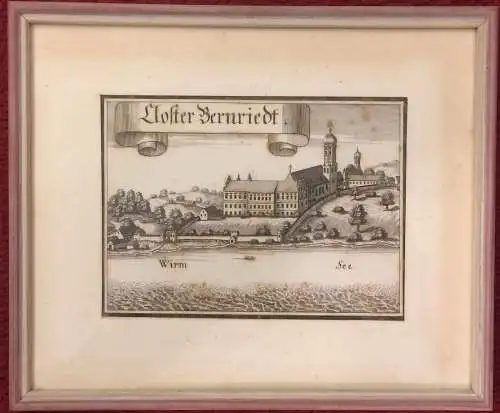 Closter Bernriedt.
Wirm See